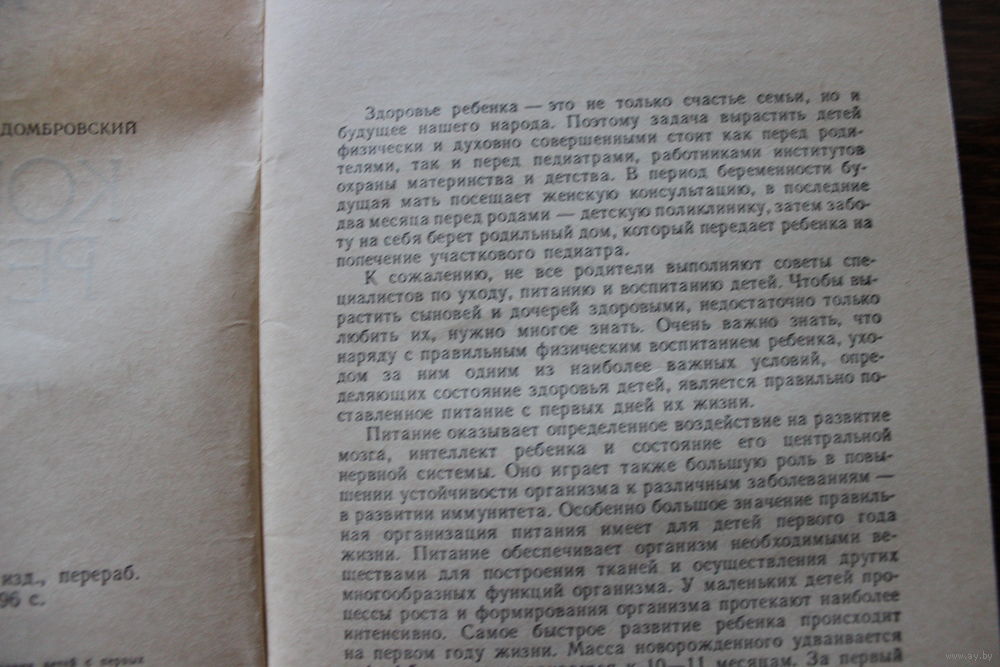 ДОМБРОВСКИЙ
изд., перераб.
96 с.
детей с первых
Здоровье ребенка — это не только счастье семьи, но и
будущее нашего народа. Поэтому задача вырастить детей
физически и духовно совершенными стоит как перед роди-
телями, так и перед педиатрами, работниками институтов
охраны материнства и детства. В период беременности бу-
дущая мать посещает женскую консультацию, в последние
два месяца перед родами — детскую поликлинику, затем забо-
ту на себя берет родильный дом, который передает ребенка на
попечение участкового педиатра.
К сожалению, не все родители выполняют советы спе-
циалистов по уходу, питанию и воспитанию детей. Чтобы вы-
растить сыновей и дочерей здоровыми, недостаточно только
любить их, нужно многое знать. Очень важно знать, что
наряду с правильным физическим воспитанием ребенка, ухо-
дом за ним одним из наиболее важных условий, опре-
деляющих состояние здоровья детей, является правильно по-
ставленное питание с первых дней их жизни.
Питание оказывает определенное воздействие на развитие
мозга, интеллект ребенка и состояние его центральной
нервной системы. Оно играет также большую роль в повы-
шении устойчивости организма к различным заболеваниям —
в развитии иммунитета. Особенно большое значение правиль-
ная организация питания имеет для детей первого года
жизни. Питание обеспечивает организм необходимыми ве-
ществами для построения тканей и осуществления других
многообразных функций организма. У маленьких детей про-
цессы роста и формирования организма протекают наиболее
интенсивно. Самое быстрое развитие ребенка происходит
на первом году жизни. Масса новорожденного удваивается
к 10—11 месяцам. За первый
www.ay.by